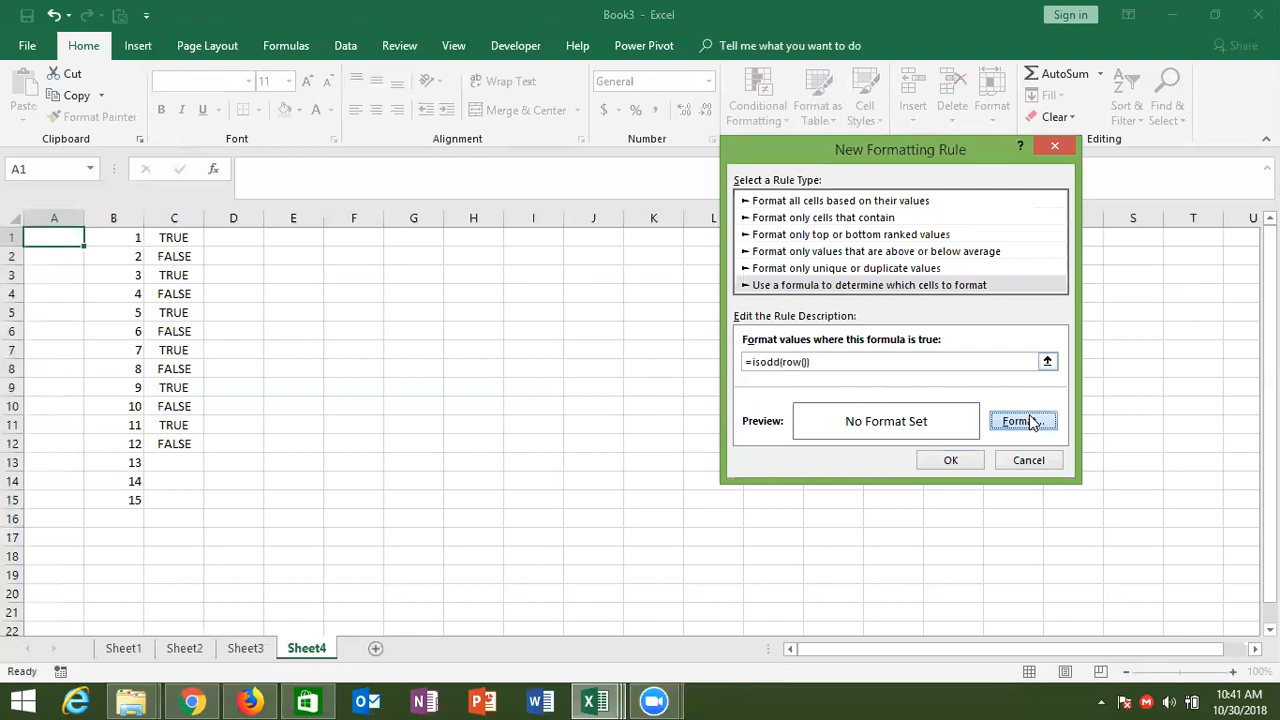 Book3 - Excel
Sign in
File Home Insert Page Layout Formulas Data Review View Developer Help Power Pivot Tell me what you want to do Share
Paste
Cut
Copy
Format Painter
Clipboard
11
B I U
Font
Wrap Text
Merge & Center
Alignment
General
$ % ,
Number
Conditional Formatting
Format as Table
Cell Styles
Insert
Delete
Format
AutoSum
Fill
Clear
Sort & Filter
Find & Select
Editing
A1
fx
A B C D E F G H I J K L S T U
1 1 TRUE
2 2 FALSE
3 3 TRUE
4 4 FALSE
5 5 TRUE
6 6 FALSE
7 7 TRUE
8 8 FALSE
9 9 TRUE
10 10 FALSE
11 11 TRUE
12 12 FALSE
13 13
14 14
15 15
16
17
18
19
20
21
22
New Formatting Rule
?
Select a Rule Type:
► Format all cells based on their values
► Format only cells that contain
► Format only top or bottom ranked values
► Format only values that are above or below average
► Format only unique or duplicate values
► Use a formula to determine which cells to format
Edit the Rule Description:
Format values where this formula is true:
=isodd(row())
Preview:
No Format Set
Format...
OK
Cancel
Sheet1 Sheet2 Sheet3 Sheet4
Ready
100%
10:41 AM
10/30/2018